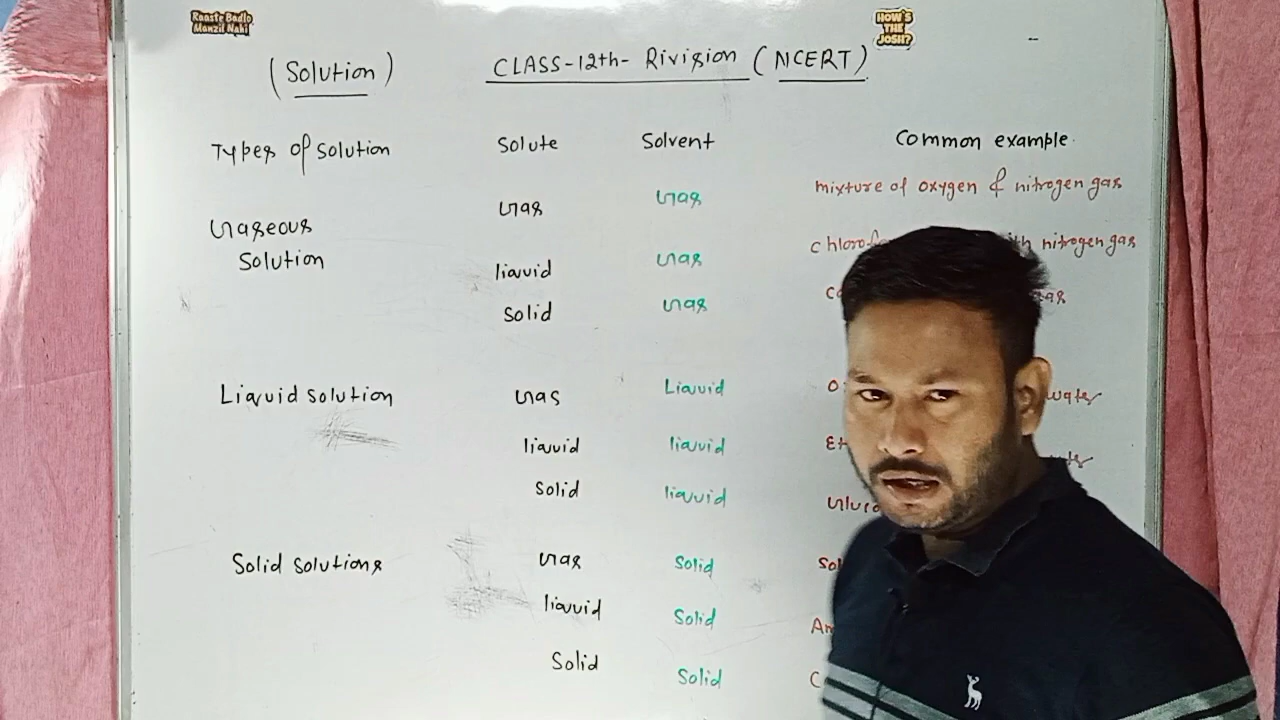 Raaste Badlo
Manzil Nahi
HOW'S
THE
JOSH?
(Solution) CLASS-12th- Rivision (NCERT)
Types of solution Solute Solvent Common example.
Gaseous
Solution
Gas Gas mixture of oxygen & nitrogen gas
liquid Gas nitrogen gas
Solid Gas
Liquid solution Gas Liquid water
liquid liquid
Solid liquid
Solid solutions Gas Solid
liquid Solid
Solid Solid